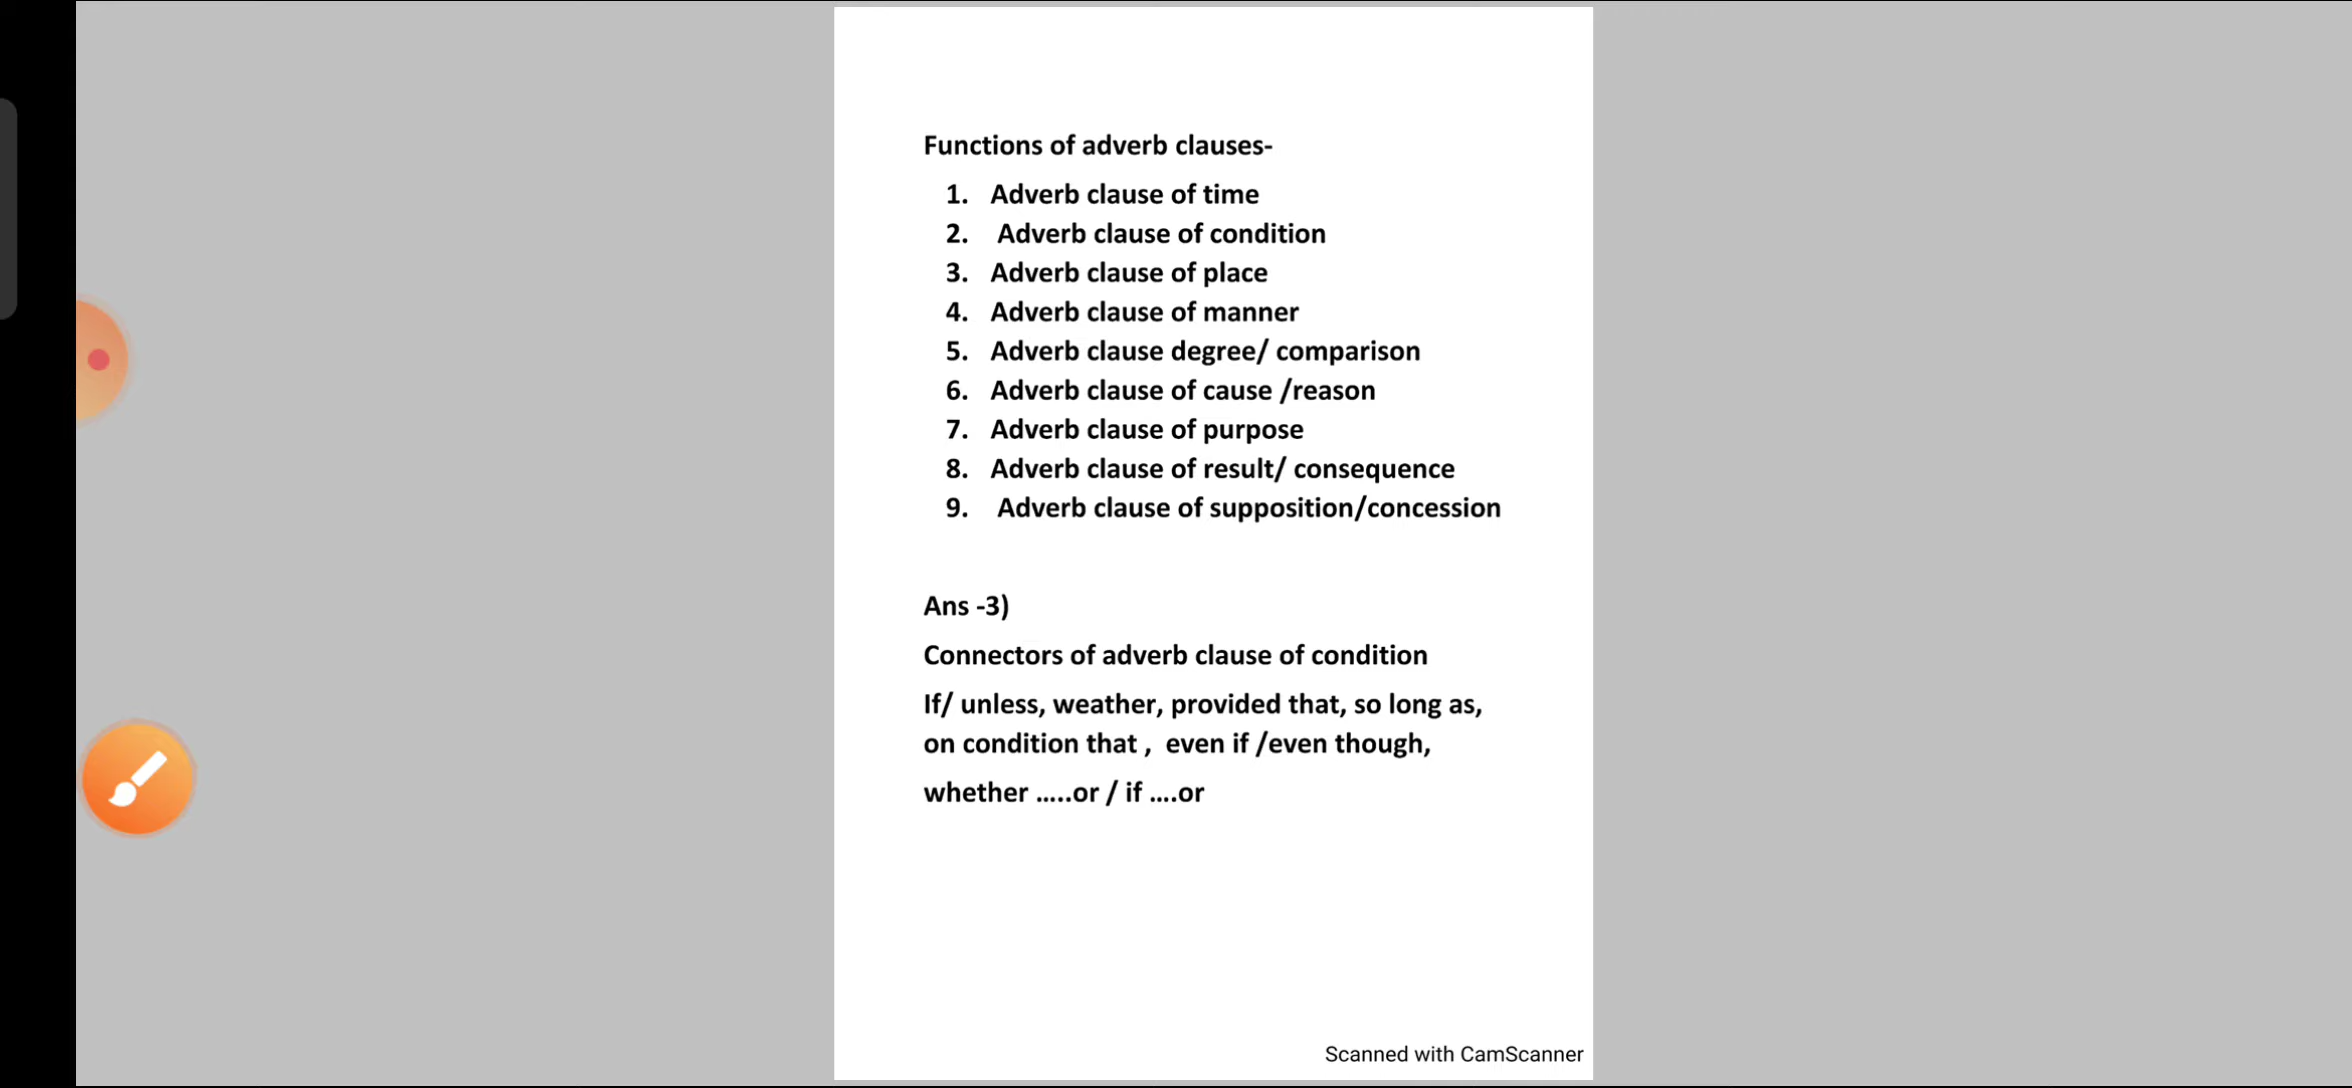 Functions of adverb clauses-
1. Adverb clause of time
2. Adverb clause of condition
3. Adverb clause of place
4. Adverb clause of manner
5. Adverb clause degree/ comparison
6. Adverb clause of cause /reason
7. Adverb clause of purpose
8. Adverb clause of result/ consequence
9. Adverb clause of supposition/concession
Ans -3)
Connectors of adverb clause of condition
If/ unless, weather, provided that, so long as,
on condition that , even if /even though,
whether .....or / if ....or
Scanned with CamScanner